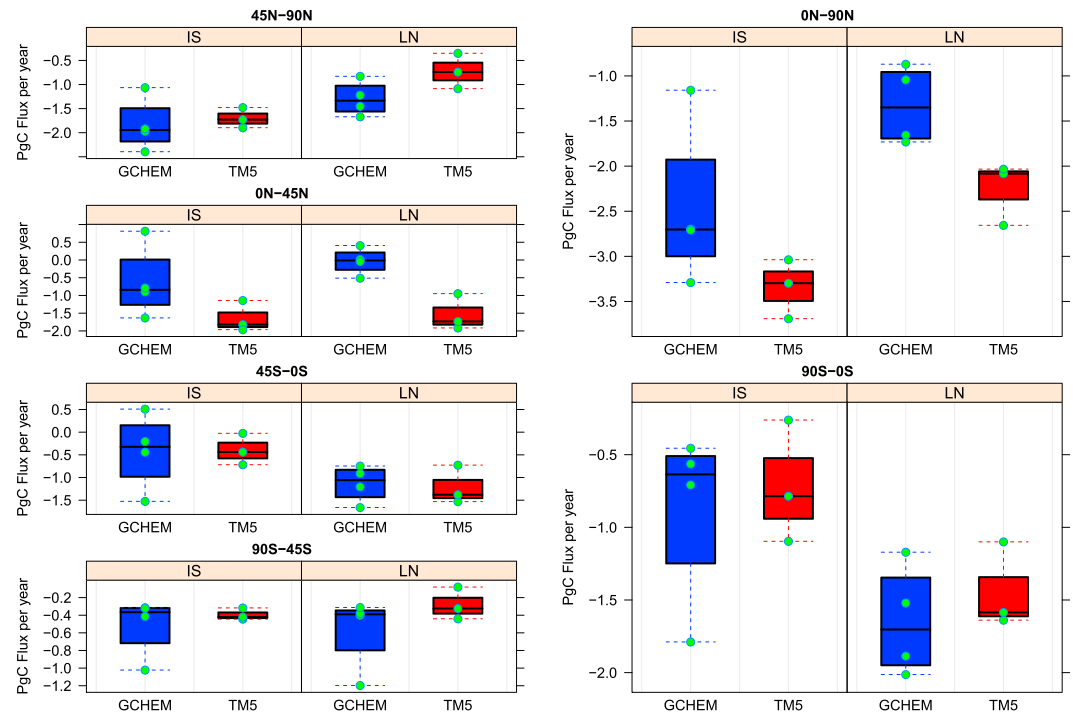 45N−90N
IS LN
PgC Flux per year
−0.5
−1.0
−1.5
−2.0
GCHEM TM5 GCHEM TM5
0N−45N
IS LN
PgC Flux per year
0.5
0.0
−0.5
−1.0
−1.5
−2.0
GCHEM TM5 GCHEM TM5
45S−0S
IS LN
PgC Flux per year
0.5
0.0
−0.5
−1.0
−1.5
GCHEM TM5 GCHEM TM5
90S−45S
IS LN
PgC Flux per year
−0.2
−0.4
−0.6
−0.8
−1.0
−1.2
GCHEM TM5 GCHEM TM5
0N−90N
IS LN
PgC Flux per year
−1.0
−1.5
−2.0
−2.5
−3.0
−3.5
GCHEM TM5 GCHEM TM5
90S−0S
IS LN
PgC Flux per year
−0.5
−1.0
−1.5
−2.0
GCHEM TM5 GCHEM TM5